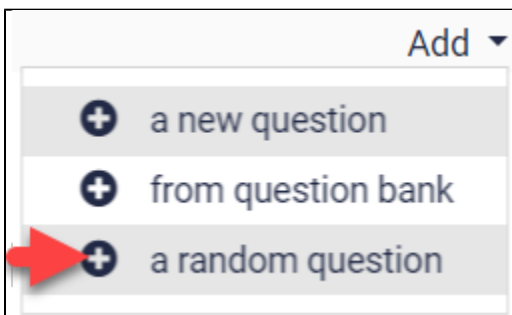 Add
a new question
from question bank
a random question